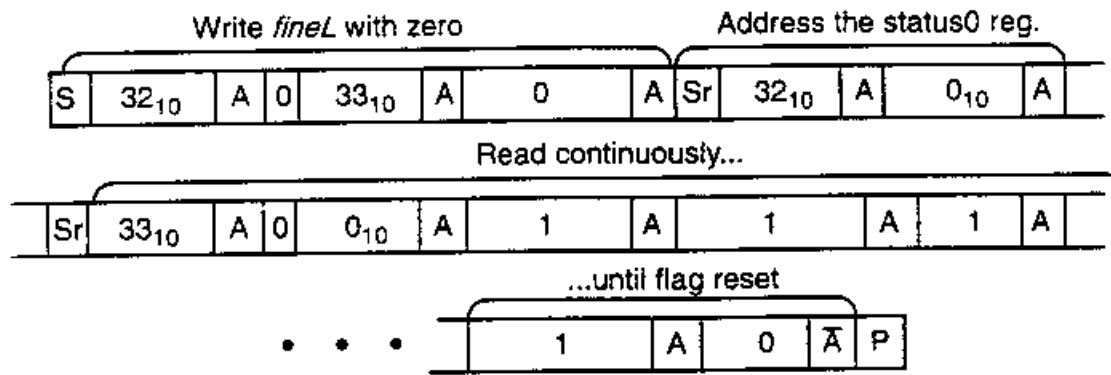 Write fineL with zero Address the status0 reg.
S 32₁₀ A 0 33₁₀ A 0 A Sr 32₁₀ A 0₁₀ A
Read continuously...
Sr 33₁₀ A 0 0₁₀ A 1 A 1 A 1 A
...until flag reset
• • • 1 A 0 A̅ P